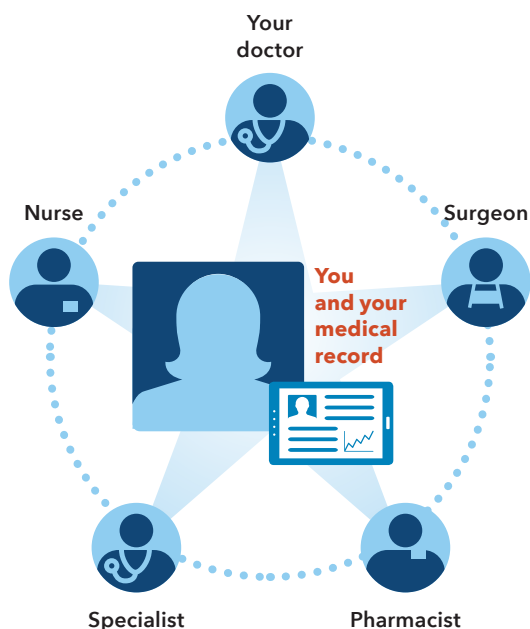 Your
doctor
Nurse
Surgeon
You
and your
medical
record
Specialist
Pharmacist